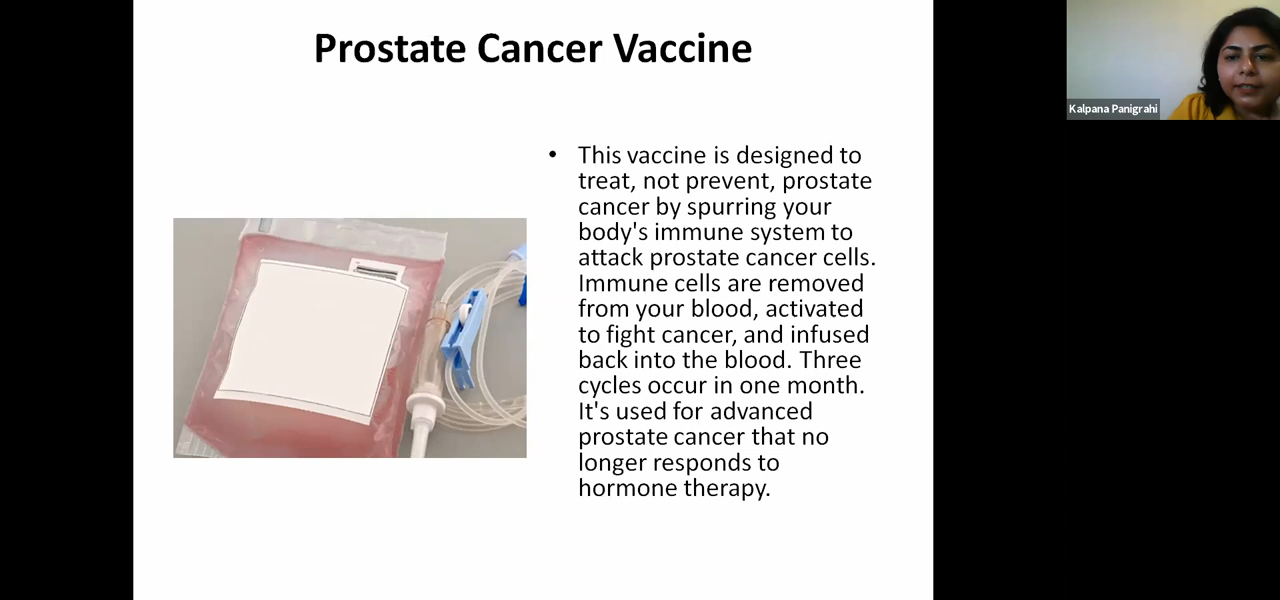 Prostate Cancer Vaccine
Kalpana Panigrahi
• This vaccine is designed to
treat, not prevent, prostate
cancer by spurring your
body's immune system to
attack prostate cancer cells.
Immune cells are removed
from your blood, activated
to fight cancer, and infused
back into the blood. Three
cycles occur in one month.
It's used for advanced
prostate cancer that no
longer responds to
hormone therapy.